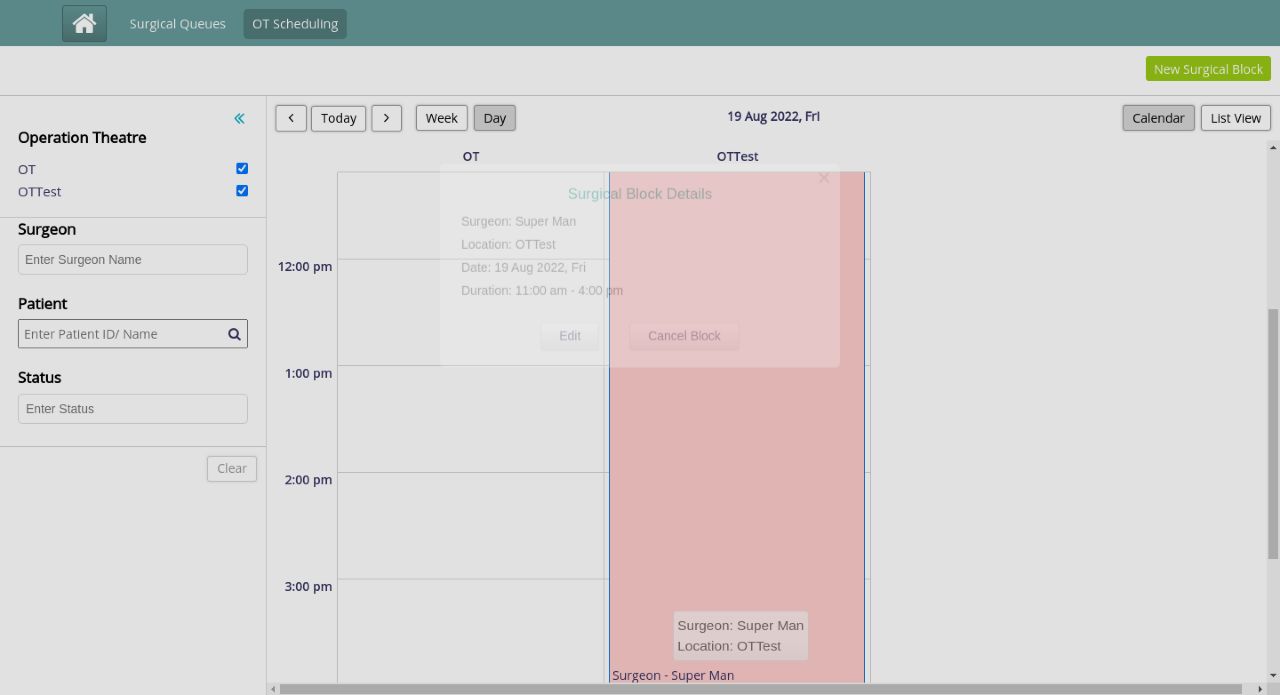 Surgical Queues
OT Scheduling
New Surgical Block
Today
Week
Day
19 Aug 2022, Fri
Calendar
List View
Operation Theatre
OT
OTTest
Surgeon
Enter Surgeon Name
Patient
Enter Patient ID/ Name
Status
Enter Status
Clear
OT
OTTest
12:00 pm
1:00 pm
2:00 pm
3:00 pm
Surgical Block Details
Surgeon: Super Man
Location: OTTest
Date: 19 Aug 2022, Fri
Duration: 11:00 am - 4:00 pm
Edit
Cancel Block
Surgeon: Super Man
Location: OTTest
Surgeon - Super Man